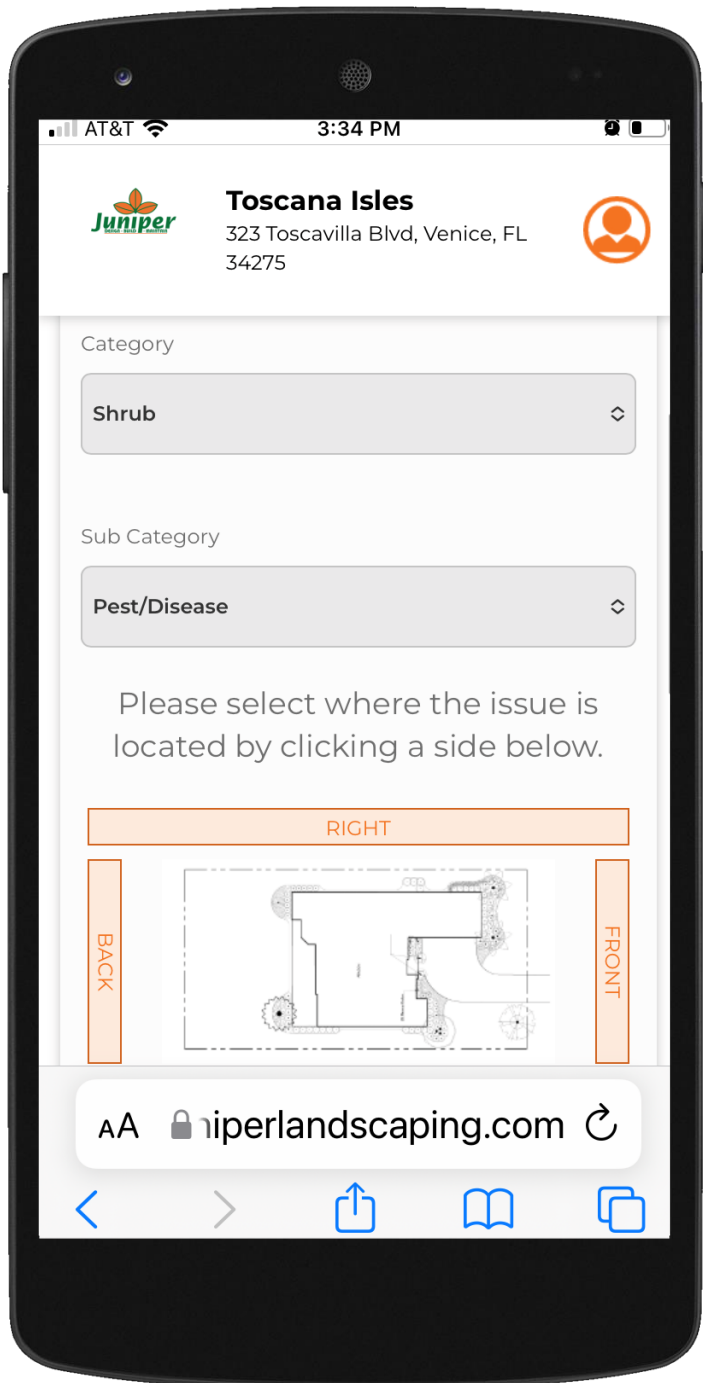 AT&T
3:34 PM
Juniper
Toscana Isles
323 Toscavilla Blvd, Venice, FL
34275
Category
Shrub
Sub Category
Pest/Disease
Please select where the issue is
located by clicking a side below.
RIGHT
BACK
FRONT
AA
iperlandscaping.com